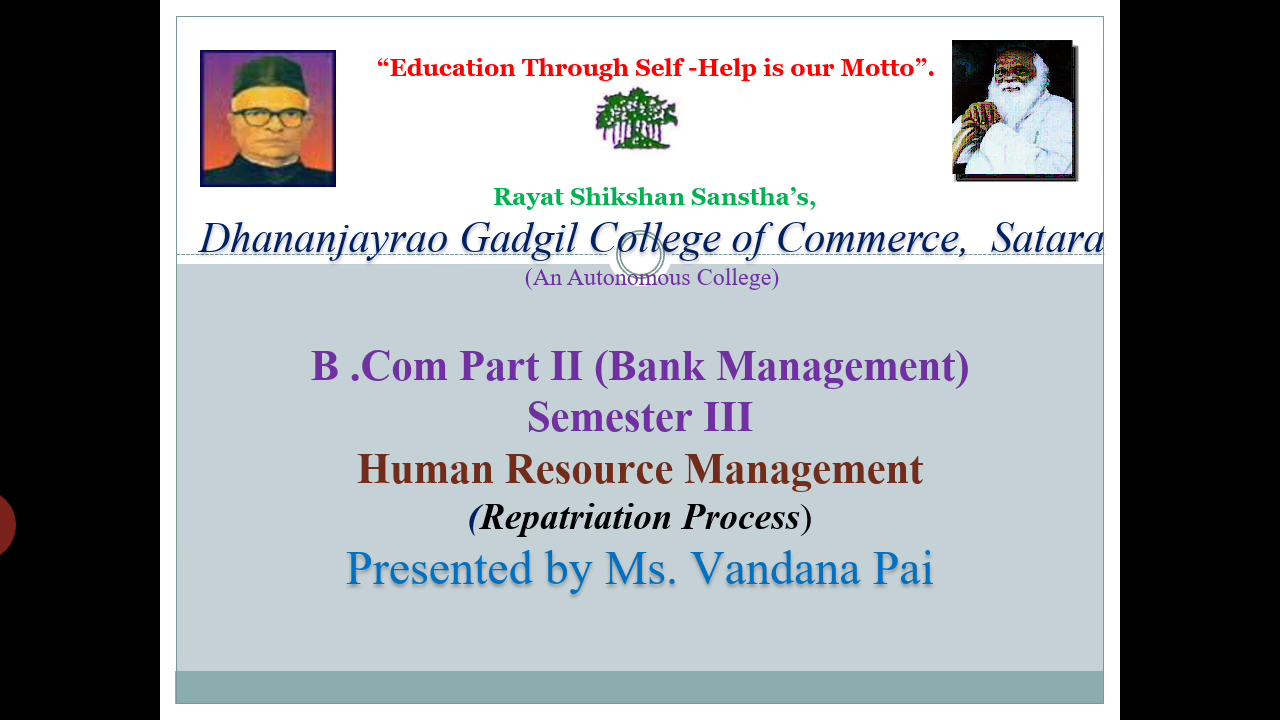 “Education Through Self -Help is our Motto”.
Rayat Shikshan Sanstha’s,
Dhananjayrao Gadgil College of Commerce,  Satara
(An Autonomous College)
B .Com Part II (Bank Management)
Semester III
Human Resource Management
(Repatriation Process)
Presented by Ms. Vandana Pai